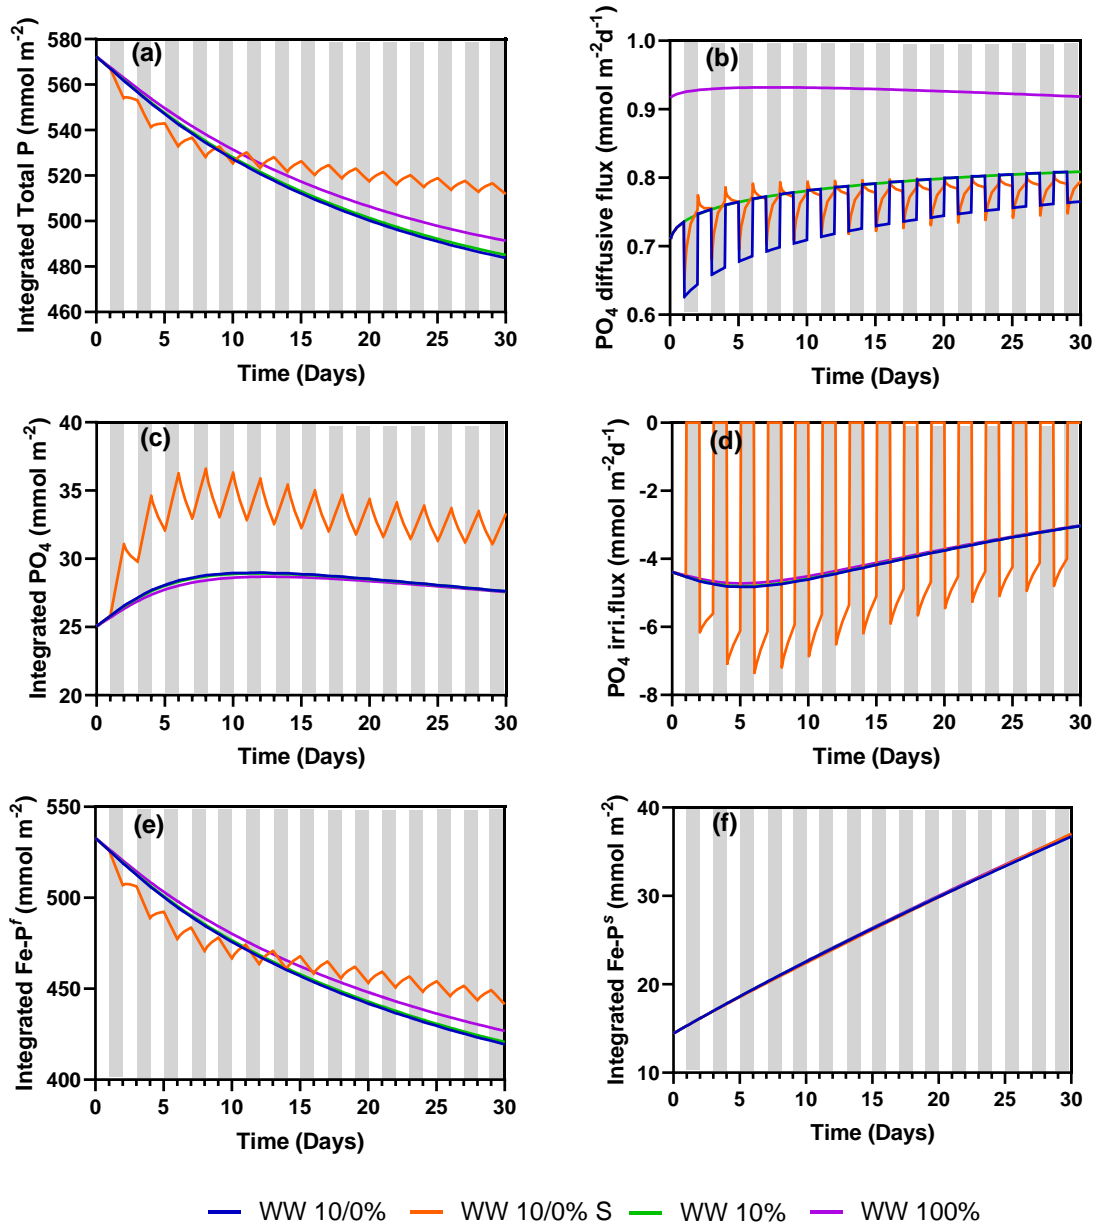 (a)
Integrated Total P (mmol m-2)
580
560
540
520
500
480
460
0 5 10 15 20 25 30
Time (Days)
(b)
PO4 diffusive flux (mmol m-2d-1)
1.0
0.9
0.8
0.7
0.6
0 5 10 15 20 25 30
Time (Days)
(c)
Integrated PO4 (mmol m-2)
40
35
30
25
20
0 5 10 15 20 25 30
Time (Days)
(d)
PO4 irri.flux (mmol m-2d-1)
0
-2
-4
-6
-8
0 5 10 15 20 25 30
Time (Days)
(e)
Integrated Fe-Pf (mmol m-2)
550
500
450
400
0 5 10 15 20 25 30
Time (Days)
(f)
Integrated Fe-Ps (mmol m-2)
40
30
20
10
0 5 10 15 20 25 30
Time (Days)
WW 10/0% WW 10/0% S WW 10% WW 100%